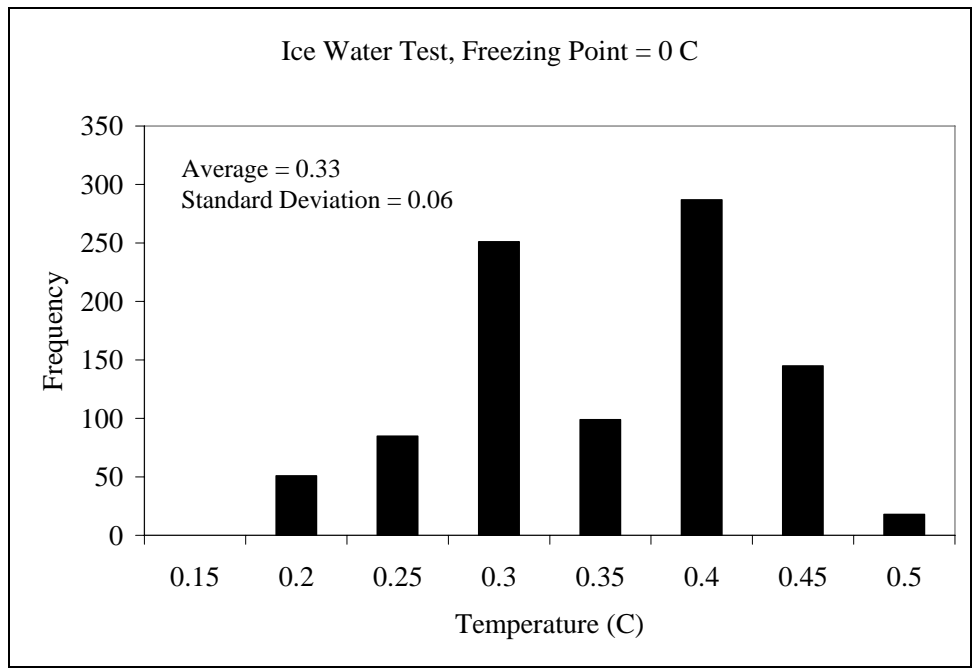 Ice Water Test, Freezing Point = 0 C
350
Average = 0.33
300
Standard Deviation = 0.06
250
200
150
100
50
0
Frequency
0.15 0.2 0.25 0.3 0.35 0.4 0.45 0.5
Temperature (C)